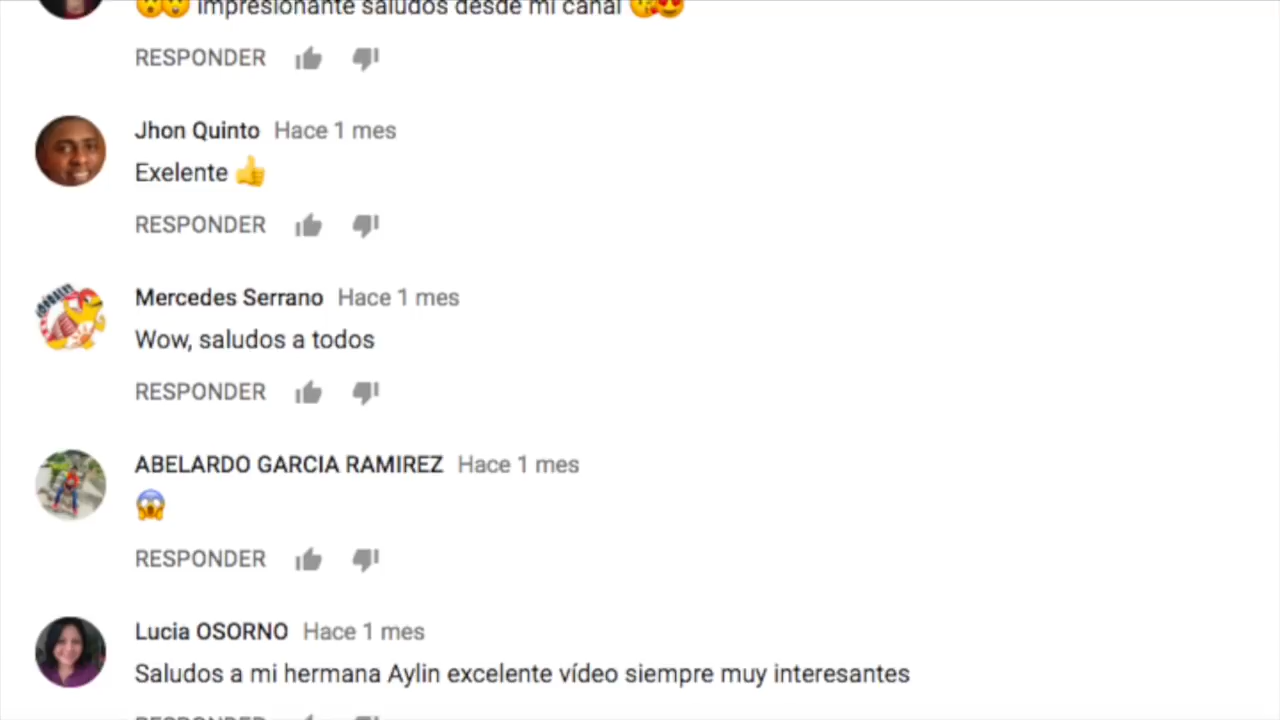 😲😲 impresionante saludos desde mi canal 😘😍
RESPONDER
Jhon Quinto Hace 1 mes
Exelente 👍
RESPONDER
Mercedes Serrano Hace 1 mes
Wow, saludos a todos
RESPONDER
ABELARDO GARCIA RAMIREZ Hace 1 mes
😱
RESPONDER
Lucia OSORNO Hace 1 mes
Saludos a mi hermana Aylin excelente vídeo siempre muy interesantes
RESPONDER